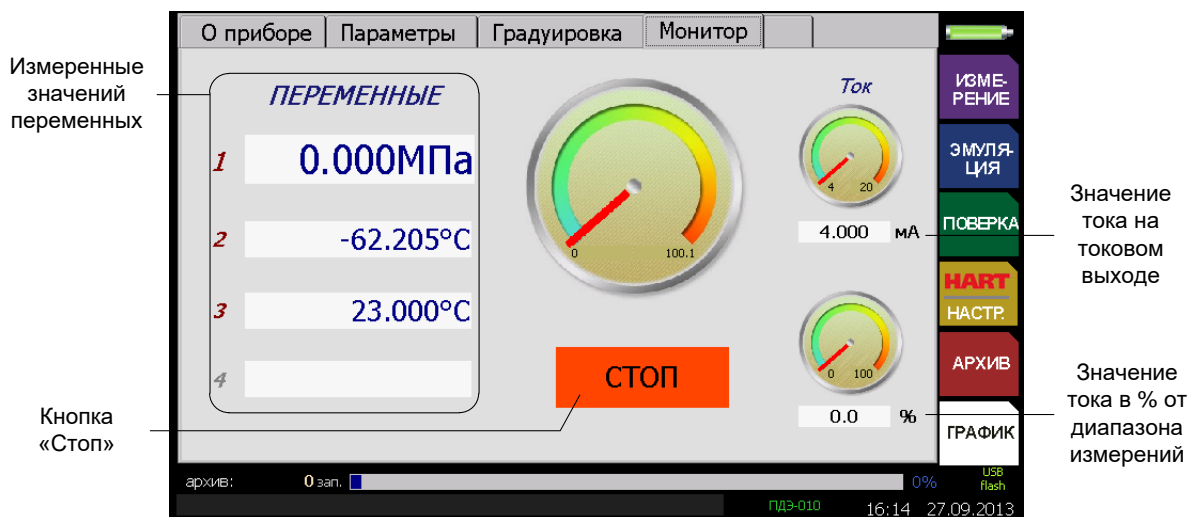 О приборе Параметры Градуировка Монитор
Измеренные
значений
переменных
ПЕРЕМЕННЫЕ
1 0.000МПа
2 -62.205°C
3 23.000°C
4
0 100.1
Ток
4 20
4.000 мА
0 100
0.0 %
СТОП
Кнопка
«Стоп»
ИЗМЕ-
РЕНИЕ
ЭМУЛЯ-
ЦИЯ
ПОВЕРКА
HART
НАСТР.
АРХИВ
ГРАФИК
Значение
тока на
токовом
выходе
Значение
тока в % от
диапазона
измерений
архив: 0 зап. 0% USB
flash
ПДЭ-010 16:14 27.09.2013